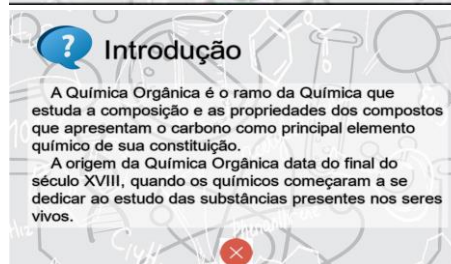 ?
Introdução
A Química Orgânica é o ramo da Química que
estuda a composição e as propriedades dos compostos
que apresentam o carbono como principal elemento
químico de sua constituição.
A origem da Química Orgânica data do final do
século XVIII, quando os químicos começaram a se
dedicar ao estudo das substâncias presentes nos seres
vivos.